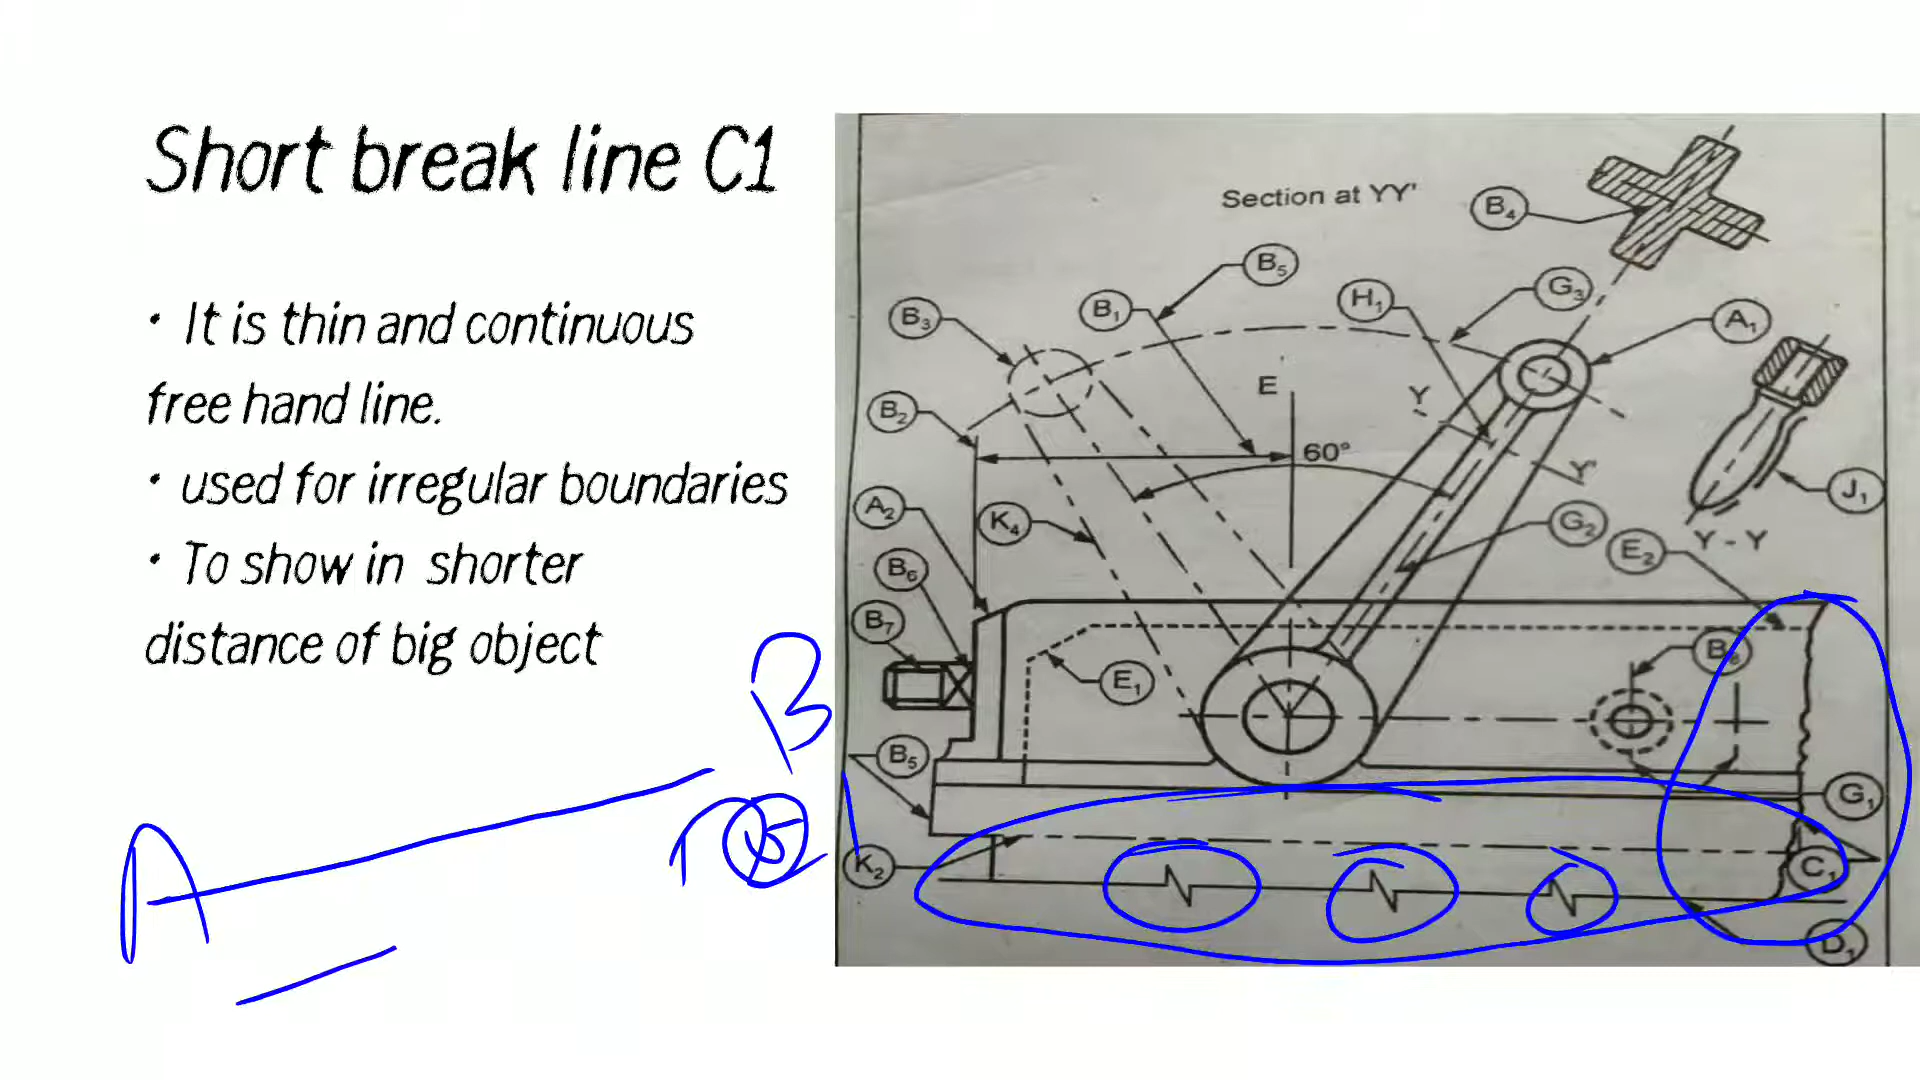 Short break line C1
• It is thin and continuous
free hand line.
• used for irregular boundaries
• To show in shorter
distance of big object
A
B
Section at YY'
B4
B5
B3
B1
H1
G3
A1
B2
E
Y
60°
Y'
J1
A2
K4
G2
E2
Y - Y
B6
B7
E1
B8
B5
G1
K2
C1
D1